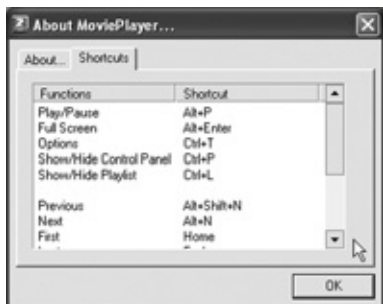 About MoviePlayer...
About... Shortcuts
Functions Shortcut
Play/Pause Alt+P
Full Screen Alt+Enter
Options Ctrl+T
Show/Hide Control Panel Ctrl+P
Show/Hide Playlist Ctrl+L
Previous Alt+Shift+N
Next Alt+N
First Home
OK